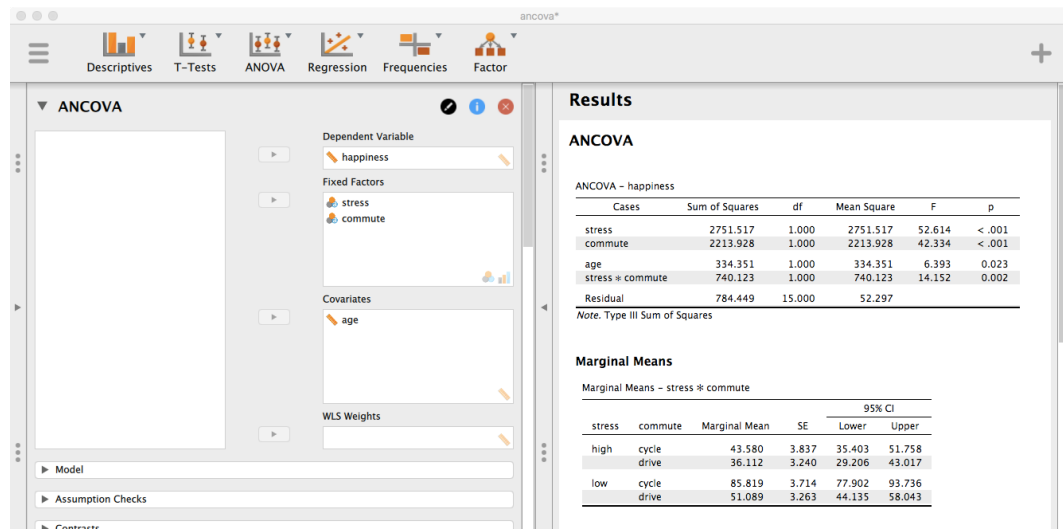 ancova*
Descriptives T-Tests ANOVA Regression Frequencies Factor
ANCOVA
Dependent Variable
happiness
Fixed Factors
stress
commute
Covariates
age
WLS Weights
Model
Assumption Checks
Contrasts
Results
ANCOVA
ANCOVA – happiness
Cases Sum of Squares df Mean Square F p
stress 2751.517 1.000 2751.517 52.614 < .001
commute 2213.928 1.000 2213.928 42.334 < .001
age 334.351 1.000 334.351 6.393 0.023
stress ∗ commute 740.123 1.000 740.123 14.152 0.002
Residual 784.449 15.000 52.297
Note. Type III Sum of Squares
Marginal Means
Marginal Means – stress ∗ commute
95% CI
stress commute Marginal Mean SE Lower Upper
high cycle 43.580 3.837 35.403 51.758
drive 36.112 3.240 29.206 43.017
low cycle 85.819 3.714 77.902 93.736
drive 51.089 3.263 44.135 58.043